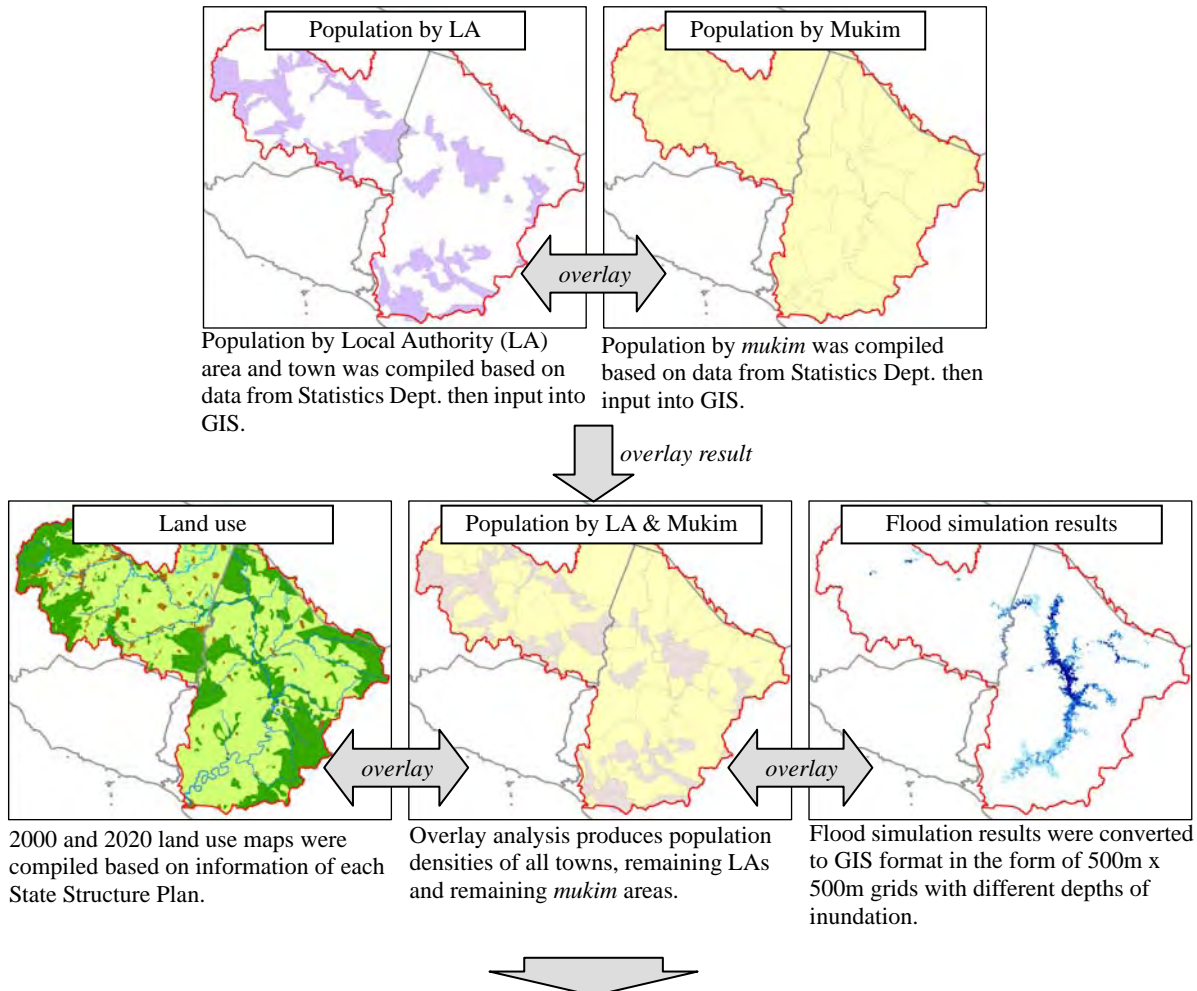 Population by LA
Population by Mukim
overlay
Population by Local Authority (LA)
area and town was compiled based on
data from Statistics Dept. then input into
GIS.
Population by mukim was compiled
based on data from Statistics Dept. then
input into GIS.
overlay result
Land use
Population by LA & Mukim
Flood simulation results
overlay
overlay
2000 and 2020 land use maps were
compiled based on information of each
State Structure Plan.
Overlay analysis produces population
densities of all towns, remaining LAs
and remaining mukim areas.
Flood simulation results were converted
to GIS format in the form of 500m x
500m grids with different depths of
inundation.